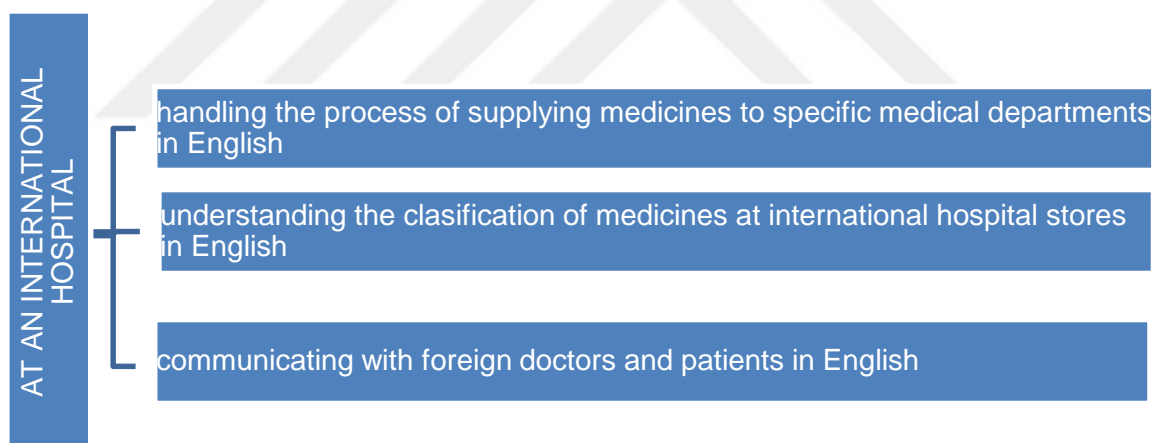 AT AN INTERNATIONAL
HOSPITAL
handling the process of supplying medicines to specific medical departments
in English
understanding the clasification of medicines at international hospital stores
in English
communicating with foreign doctors and patients in English